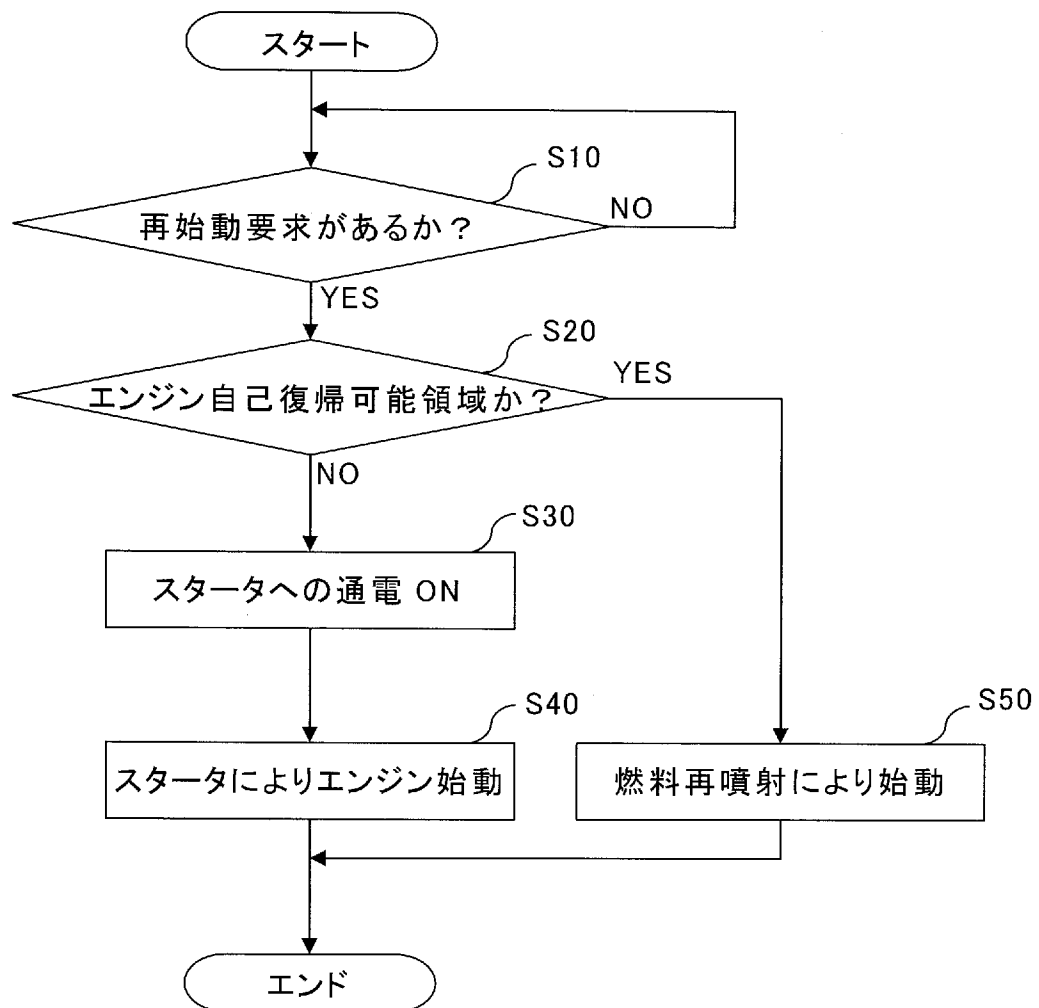 スタート
S10
再始動要求があるか?
NO
YES
S20
エンジン自己復帰可能領域か?
YES
NO
S30
スタータへの通電 ON
S40
スタータによりエンジン始動
S50
燃料再噴射により始動
エンド